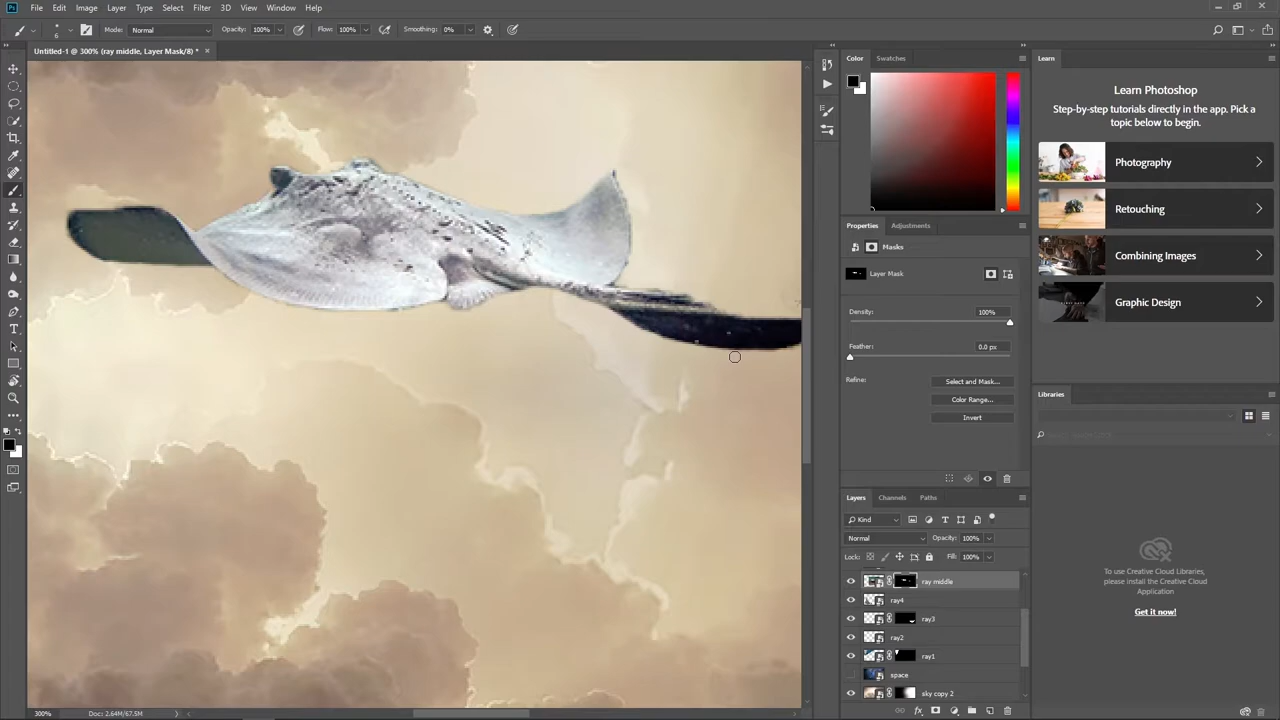 File Edit Image Layer Type Select Filter 3D View Window Help
6 Mode: Normal Opacity: 100% Flow: 100% Smoothing: 0%
Untitled-1 @ 300% (ray middle, Layer Mask/8) *
Color Swatches
Learn
Learn Photoshop
Step-by-step tutorials directly in the app. Pick a
topic below to begin.
Photography
Retouching
Combining Images
Graphic Design
Properties Adjustments
Masks
Layer Mask
Density: 100%
Feather: 0.0 px
Refine: Select and Mask...
Color Range...
Invert
Libraries
To use Creative Cloud Libraries,
please install the Creative Cloud
Application
Get it now!
Layers Channels Paths
Kind
Normal Opacity: 100%
Lock: Fill: 100%
ray middle
ray4
ray3
ray2
ray1
space
sky copy 2
300% Doc: 2.64M/67.5M